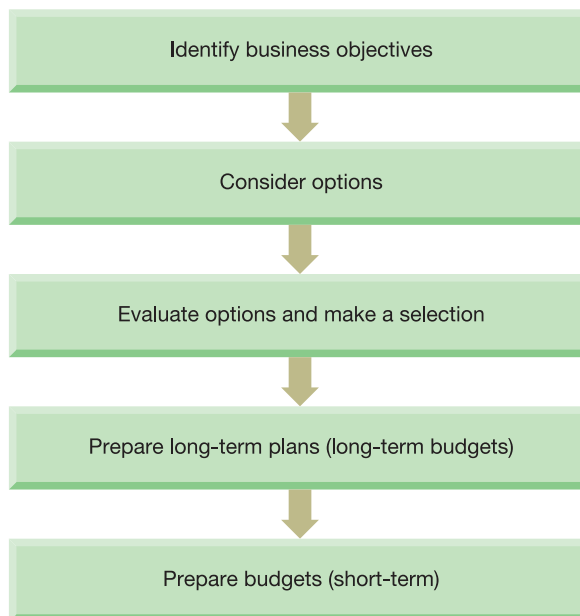 Identify business objectives
Consider options
Evaluate options and make a selection
Prepare long-term plans (long-term budgets)
Prepare budgets (short-term)